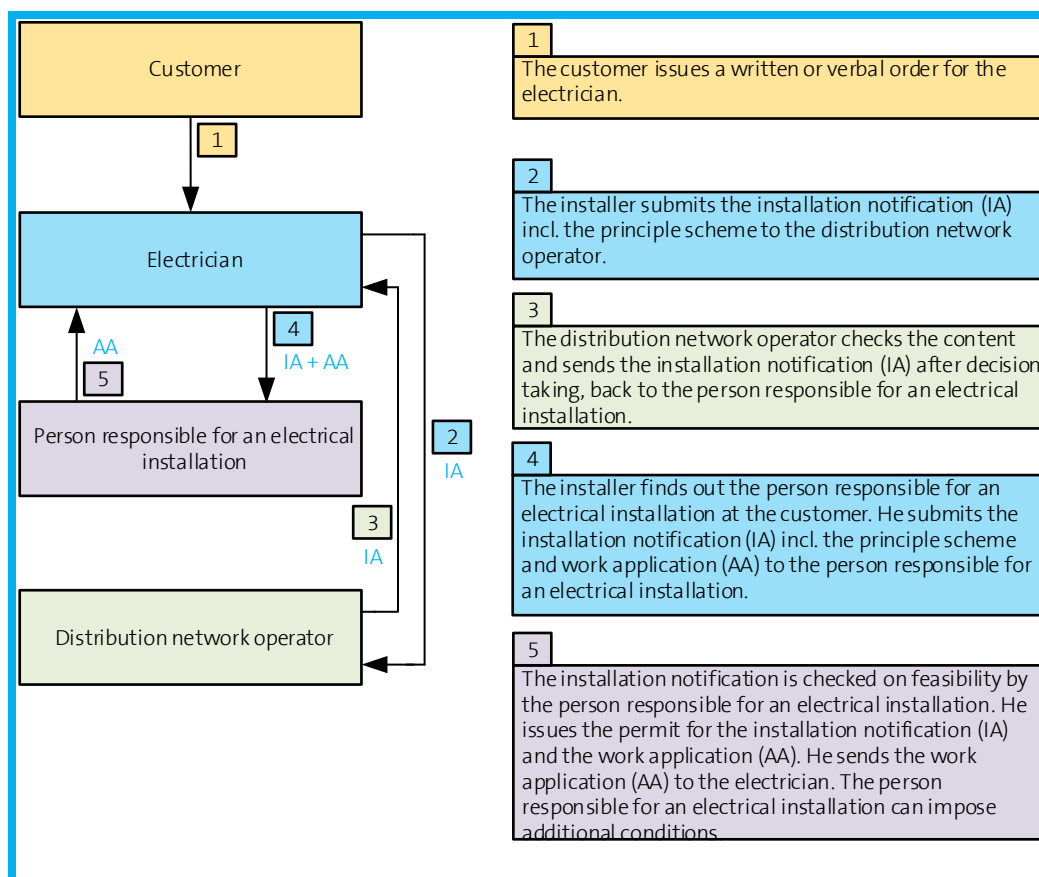 Customer
1
Electrician
4
IA + AA
AA
5
Person responsible for an electrical
installation
2
IA
3
IA
Distribution network operator
1
The customer issues a written or verbal order for the
electrician.
2
The installer submits the installation notification (IA)
incl. the principle scheme to the distribution network
operator.
3
The distribution network operator checks the content
and sends the installation notification (IA) after decision
taking, back to the person responsible for an electrical
installation.
4
The installer finds out the person responsible for an
electrical installation at the customer. He submits the
installation notification (IA) incl. the principle scheme
and work application (AA) to the person responsible for
an electrical installation.
5
The installation notification is checked on feasibility by
the person responsible for an electrical installation. He
issues the permit for the installation notification (IA)
and the work application (AA). He sends the work
application (AA) to the electrician. The person
responsible for an electrical installation can impose
additional conditions.